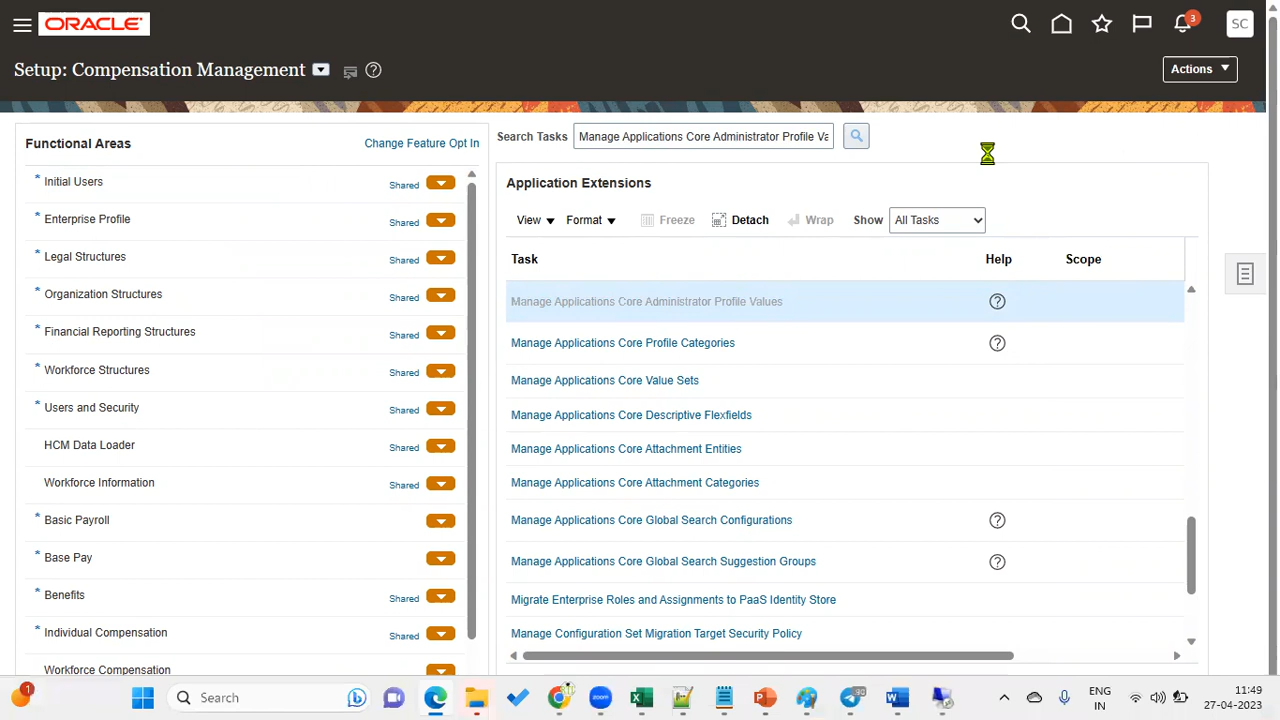 ORACLE
3
SC
Setup: Compensation Management
Actions
Functional Areas
Change Feature Opt In
* Initial Users Shared
* Enterprise Profile Shared
* Legal Structures Shared
* Organization Structures Shared
* Financial Reporting Structures Shared
* Workforce Structures Shared
* Users and Security Shared
HCM Data Loader Shared
Workforce Information Shared
* Basic Payroll
* Base Pay
* Benefits Shared
* Individual Compensation Shared
* Workforce Compensation
Search Tasks Manage Applications Core Administrator Profile Va
Application Extensions
View Format Freeze Detach Wrap Show All Tasks
Task Help Scope
Manage Applications Core Administrator Profile Values
Manage Applications Core Profile Categories
Manage Applications Core Value Sets
Manage Applications Core Descriptive Flexfields
Manage Applications Core Attachment Entities
Manage Applications Core Attachment Categories
Manage Applications Core Global Search Configurations
Manage Applications Core Global Search Suggestion Groups
Migrate Enterprise Roles and Assignments to PaaS Identity Store
Manage Configuration Set Migration Target Security Policy
1
Search
zoom
90
ENG
IN
11:49
27-04-2023